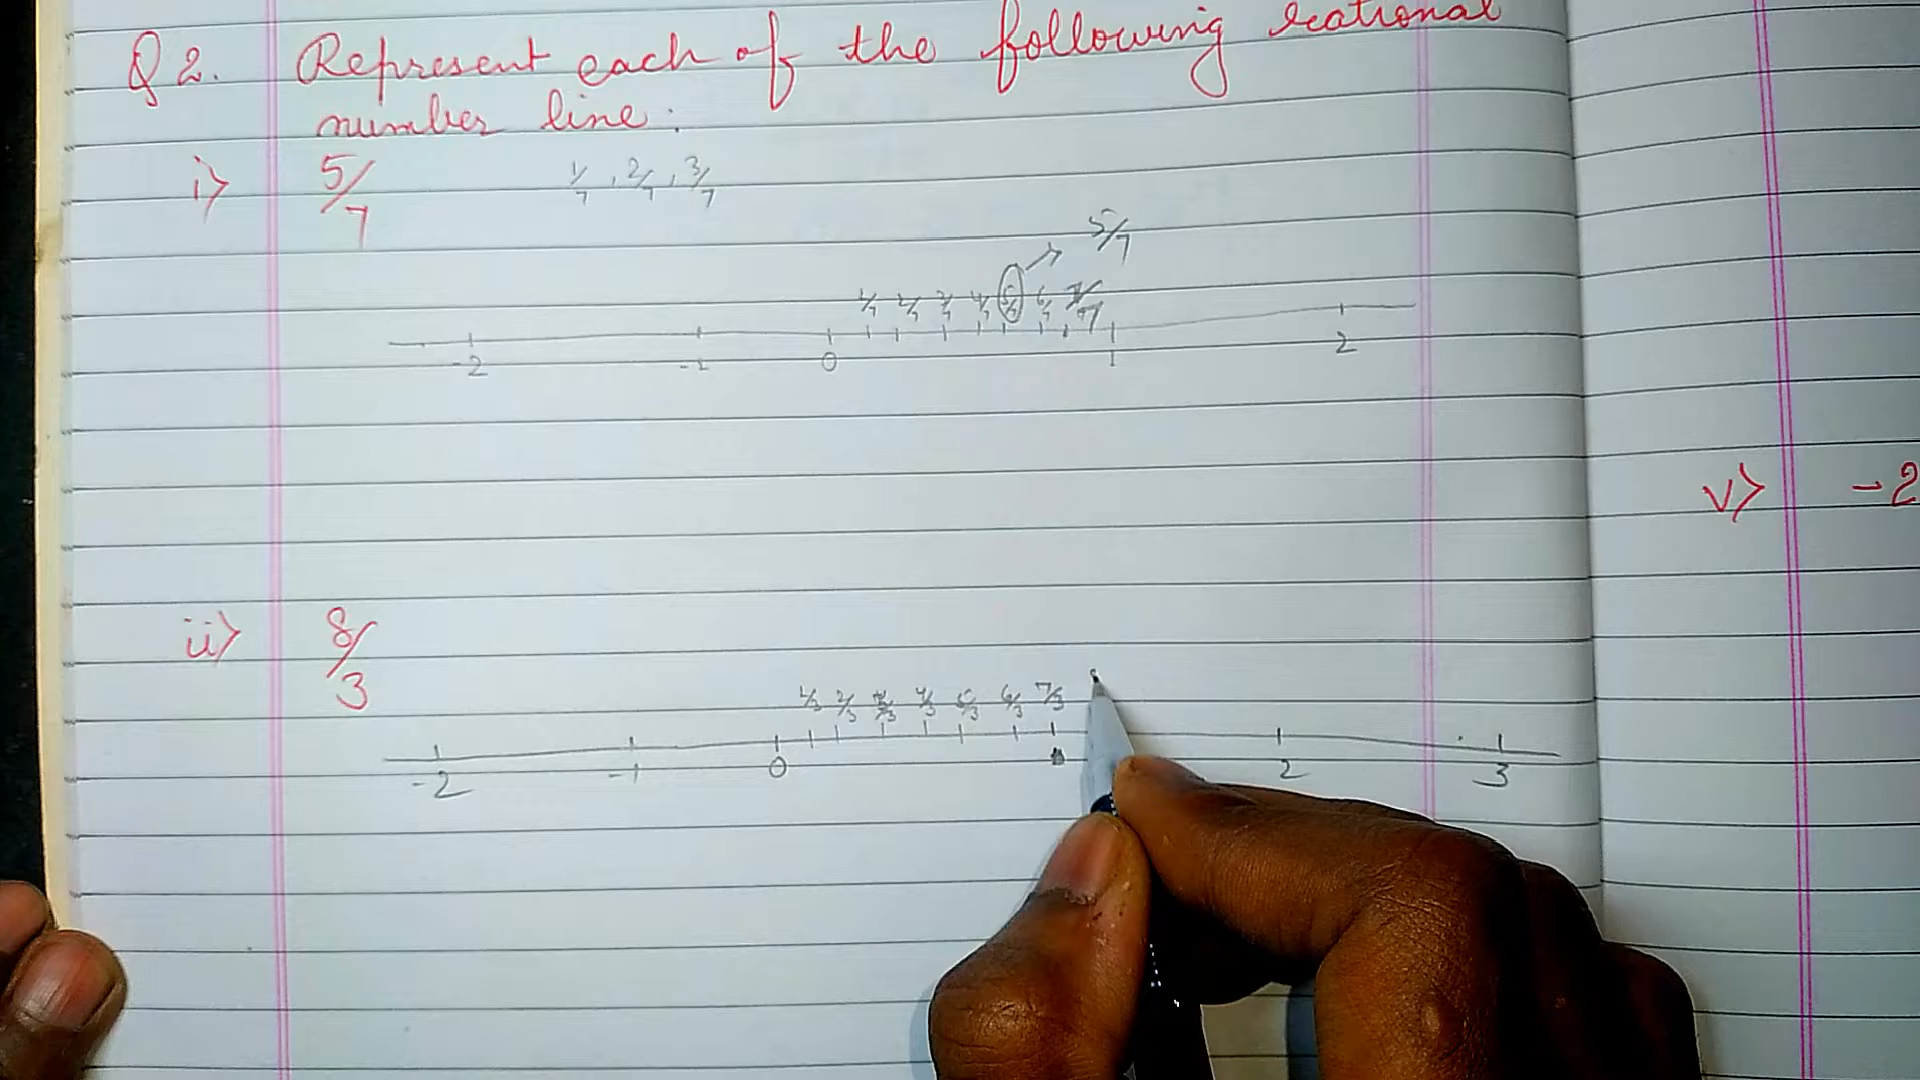 Q 2. Represent each of the following rational
number line.
i> 5/7 1/7, 2/7, 3/7
5/7
1/7 2/7 3/7 4/7 5/7 6/7 7/7
-2 -1 0 1 2
v> -2
ii> 8/3
1/3 2/3 3/3 4/3 5/3 6/3 7/3
-2 -1 0 2 3